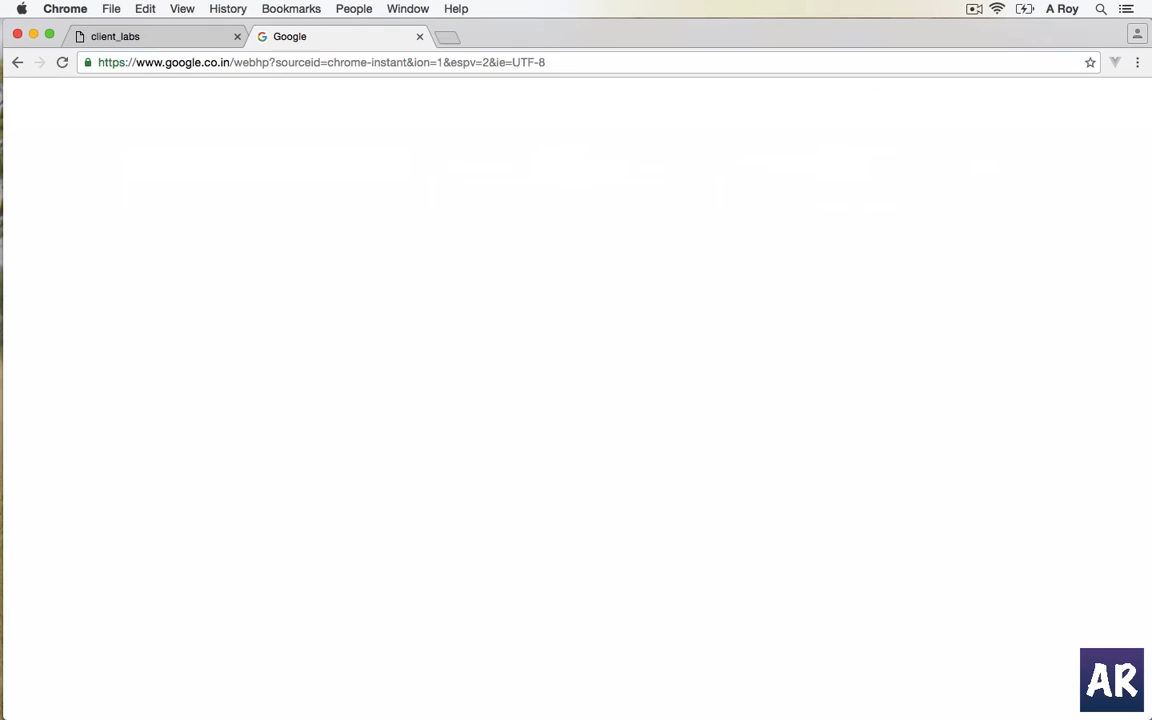 Chrome File Edit View History Bookmarks People Window Help A Roy
client_labs Google
https://www.google.co.in/webhp?sourceid=chrome-instant&ion=1&espv=2&ie=UTF-8
AR